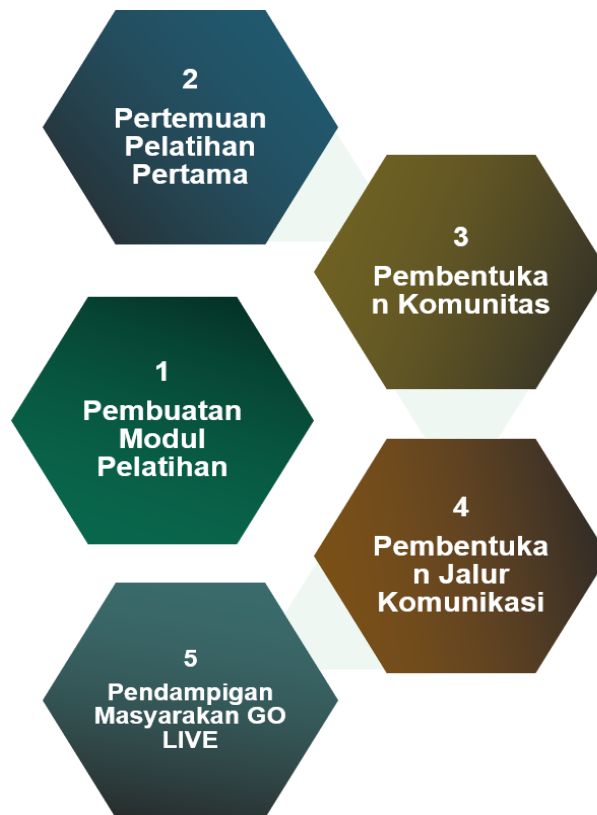 2
Pertemuan
Pelatihan
Pertama
3
Pembentuka
n Komunitas
1
Pembuatan
Modul
Pelatihan
4
Pembentuka
n Jalur
Komunikasi
5
Pendampigan
Masyarakan GO
LIVE